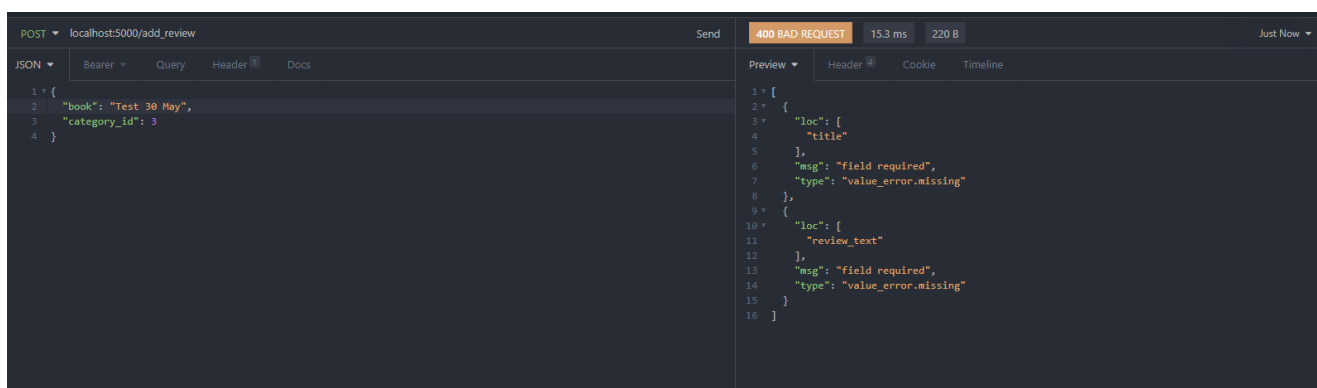 POST localhost:5000/add_review Send
JSON Bearer Query Header 1 Docs
1 {
2 "book": "Test 30 May",
3 "category_id": 3
4 }
400 BAD REQUEST 15.3 ms 220 B Just Now
Preview Header 4 Cookie Timeline
1 [
2 {
3 "loc": [
4 "title"
5 ],
6 "msg": "field required",
7 "type": "value_error.missing"
8 },
9 {
10 "loc": [
11 "review_text"
12 ],
13 "msg": "field required",
14 "type": "value_error.missing"
15 }
16 ]